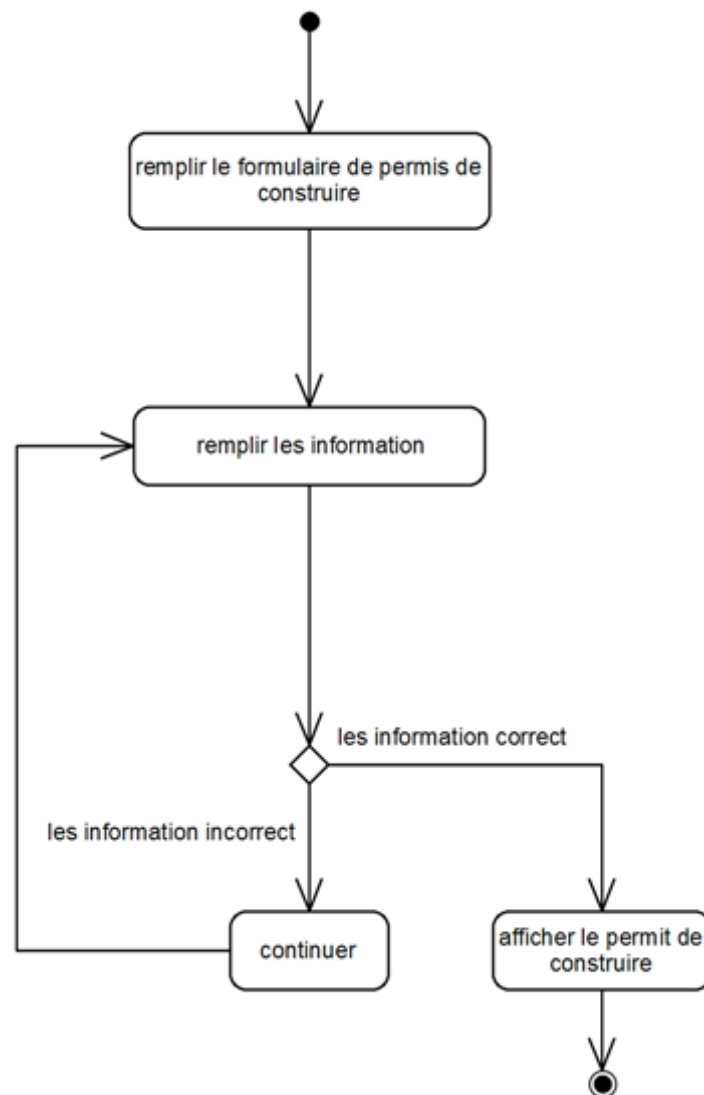 remplir le formulaire de permis de
construire
remplir les information
les information correct
les information incorrect
continuer
afficher le permit de
construire